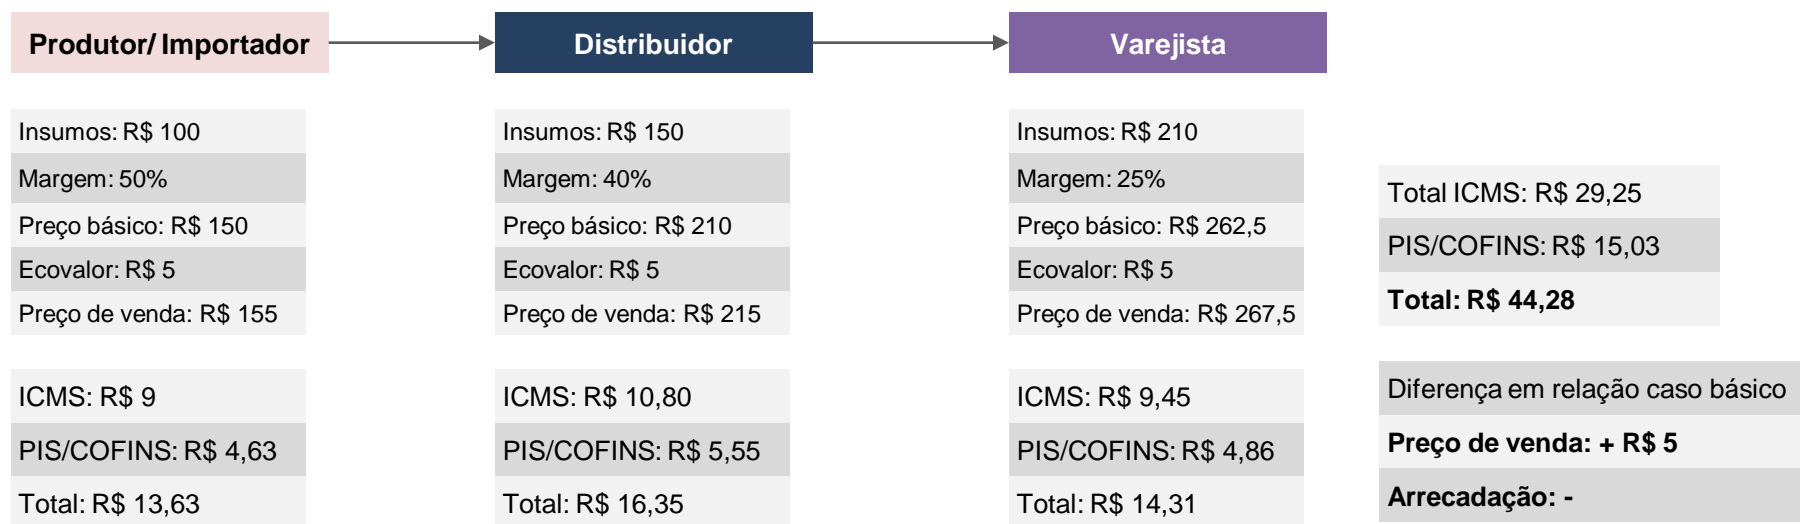 Produtor/ Importador
Distribuidor
Varejista
Insumos: R$ 100
Margem: 50%
Preço básico: R$ 150
Ecovalor: R$ 5
Preço de venda: R$ 155
ICMS: R$ 9
PIS/COFINS: R$ 4,63
Total: R$ 13,63
Insumos: R$ 150
Margem: 40%
Preço básico: R$ 210
Ecovalor: R$ 5
Preço de venda: R$ 215
ICMS: R$ 10,80
PIS/COFINS: R$ 5,55
Total: R$ 16,35
Insumos: R$ 210
Margem: 25%
Preço básico: R$ 262,5
Ecovalor: R$ 5
Preço de venda: R$ 267,5
ICMS: R$ 9,45
PIS/COFINS: R$ 4,86
Total: R$ 14,31
Total ICMS: R$ 29,25
PIS/COFINS: R$ 15,03
Total: R$ 44,28
Diferença em relação caso básico
Preço de venda: + R$ 5
Arrecadação: -